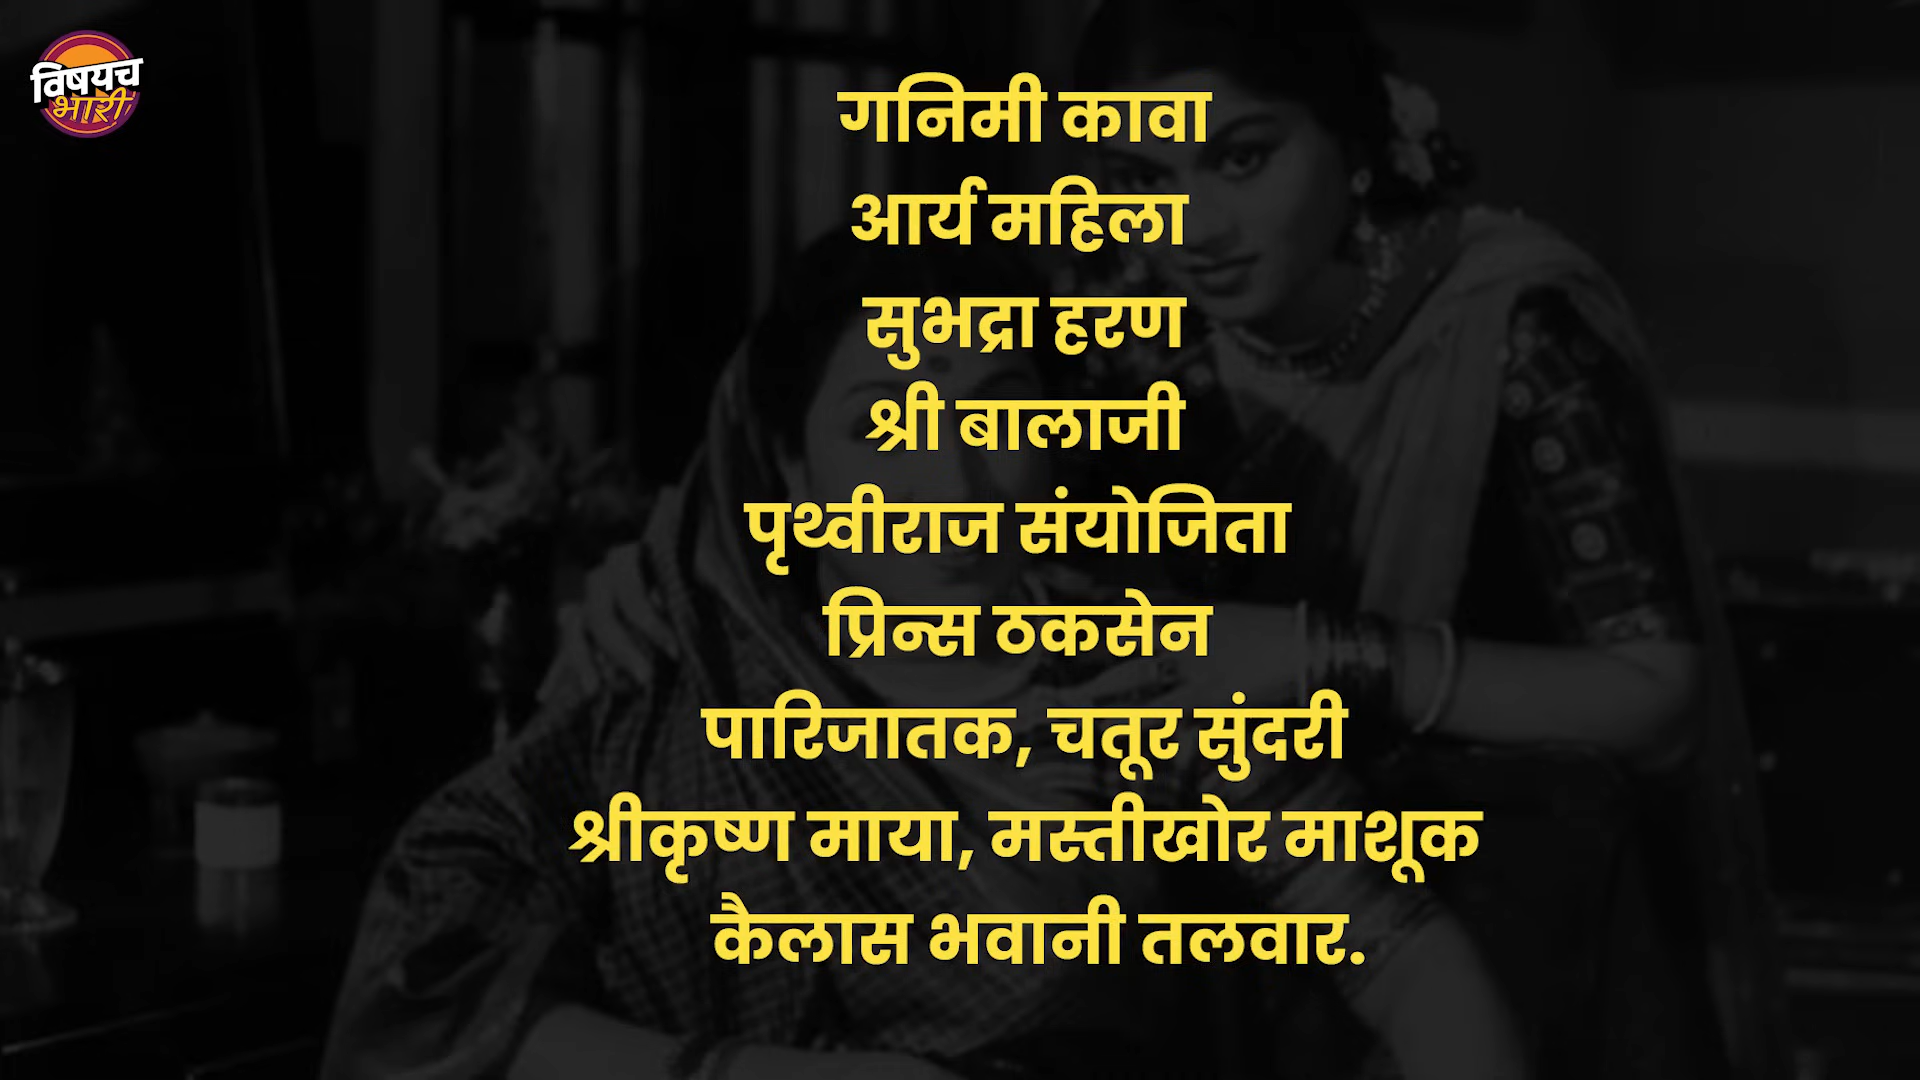 विषयच
भारी
गनिमी कावा
आर्य महिला
सुभद्रा हरण
श्री बालाजी
पृथ्वीराज संयोजिता
प्रिन्स ठकसेन
पारिजातक, चतूर सुंदरी
श्रीकृष्ण माया, मस्तीखोर माशूक
कैलास भवानी तलवार.